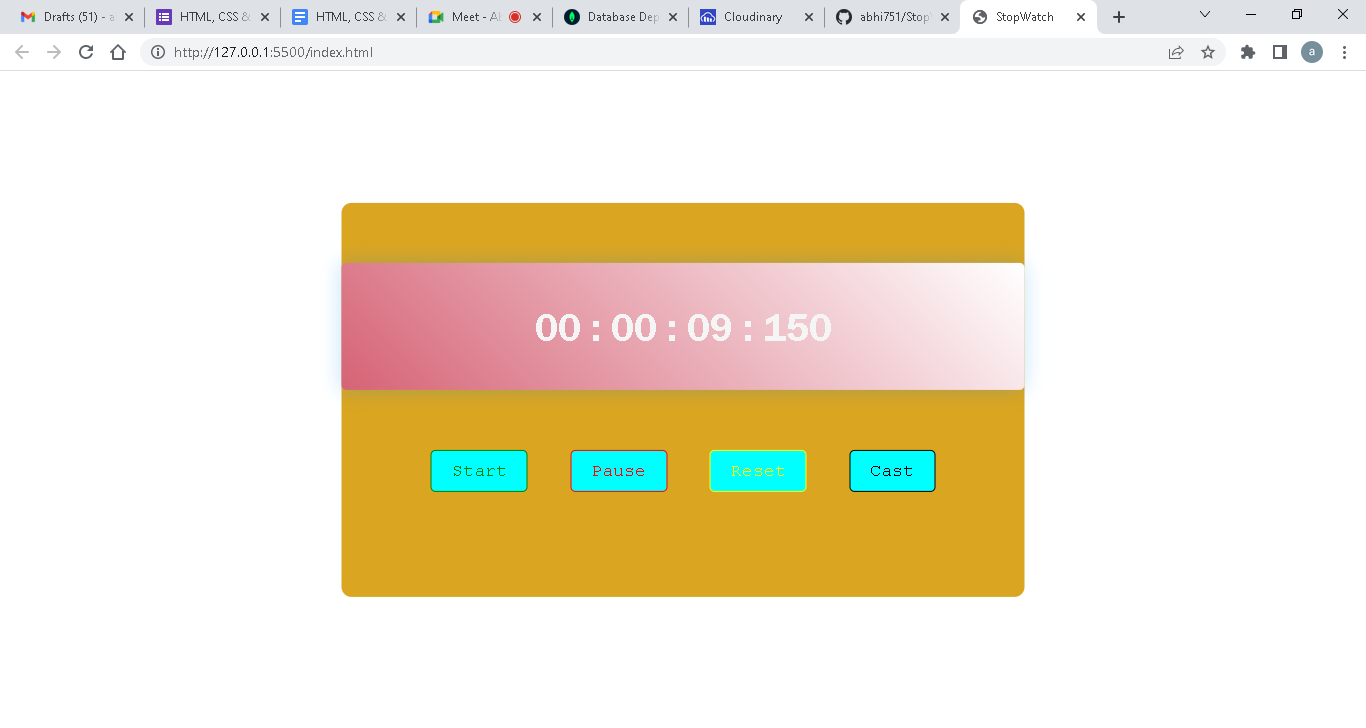 Drafts (51) - a
HTML, CSS &
HTML, CSS &
Meet - Al
Database Dep
Cloudinary
abhi751/Stop
StopWatch
http://127.0.0.1:5500/index.html
a
00 : 00 : 09 : 150
Start
Pause
Reset
Cast